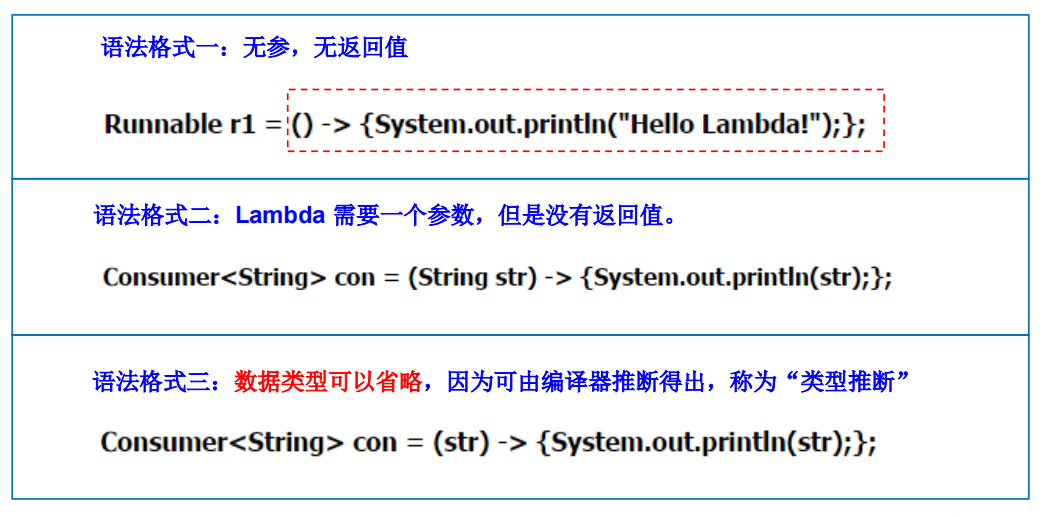 语法格式一：无参，无返回值
Runnable r1 = () -> {System.out.println("Hello Lambda!");};
语法格式二：Lambda 需要一个参数，但是没有返回值。
Consumer<String> con = (String str) -> {System.out.println(str);};
语法格式三：数据类型可以省略，因为可由编译器推断得出，称为“类型推断”
Consumer<String> con = (str) -> {System.out.println(str);};